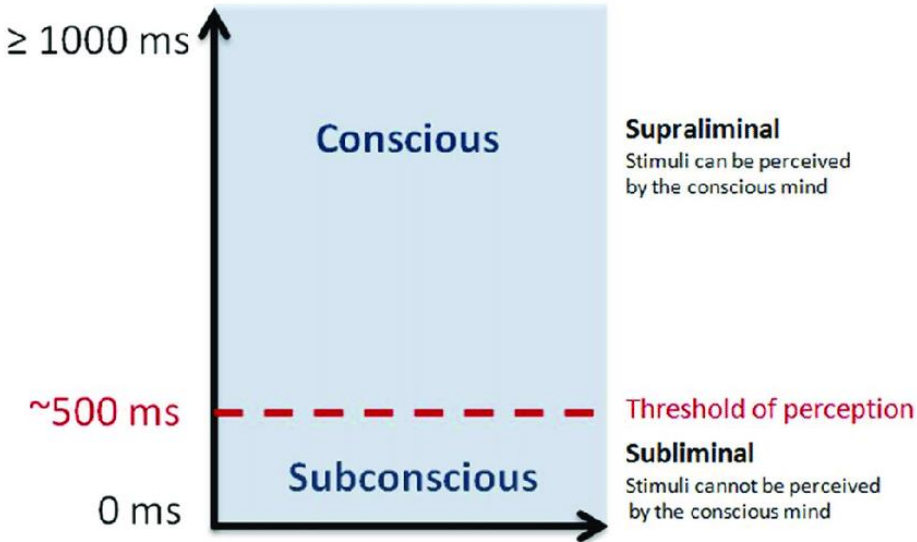 ≥ 1000 ms
Conscious
Supraliminal
Stimuli can be perceived
by the conscious mind
~500 ms
Threshold of perception
Subconscious
Subliminal
Stimuli cannot be perceived
by the conscious mind
0 ms